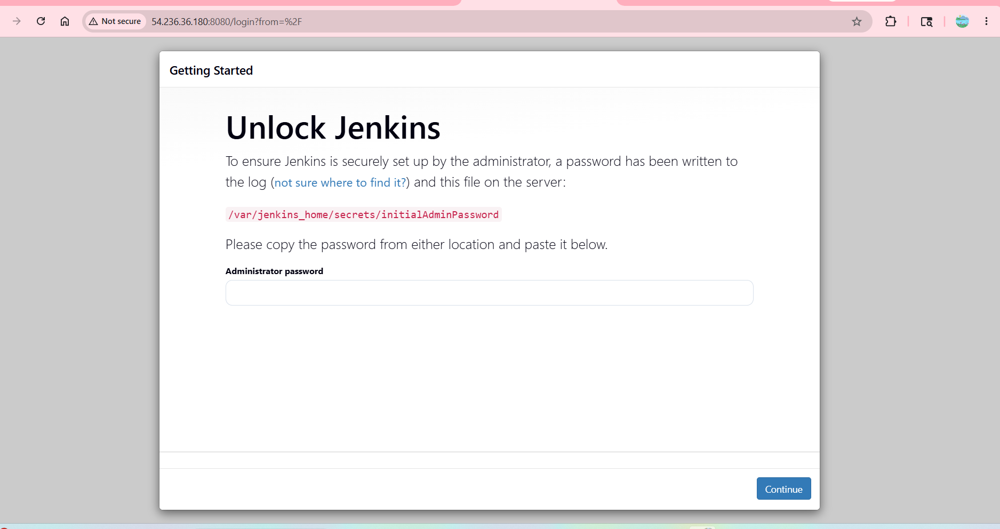 Not secure 54.236.36.180:8080/login?from=%2F
Getting Started
Unlock Jenkins
To ensure Jenkins is securely set up by the administrator, a password has been written to
the log (not sure where to find it?) and this file on the server:
/var/jenkins_home/secrets/initialAdminPassword
Please copy the password from either location and paste it below.
Administrator password
Continue